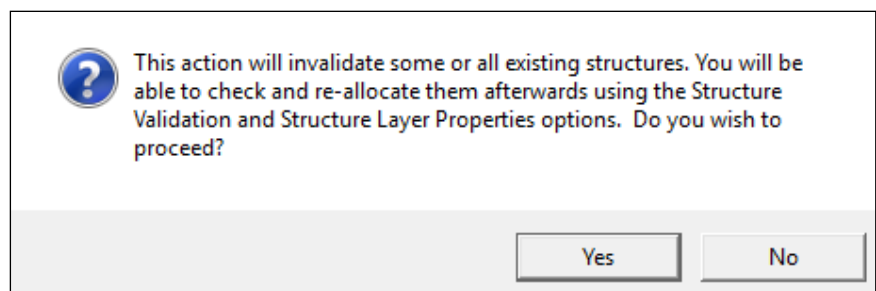 This action will invalidate some or all existing structures. You will be
able to check and re-allocate them afterwards using the Structure
Validation and Structure Layer Properties options.  Do you wish to
proceed?
Yes
No